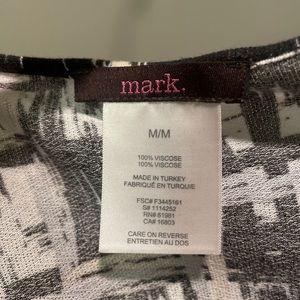 mark.
M/M
100% VISCOSE
100% VISCOSE
MADE IN TURKEY
FABRIQUÉ EN TURQUIE
FSC# F3445161
S# 1114252
RN# 61981
CA# 16803
CARE ON REVERSE
ENTRETIEN AU DOS